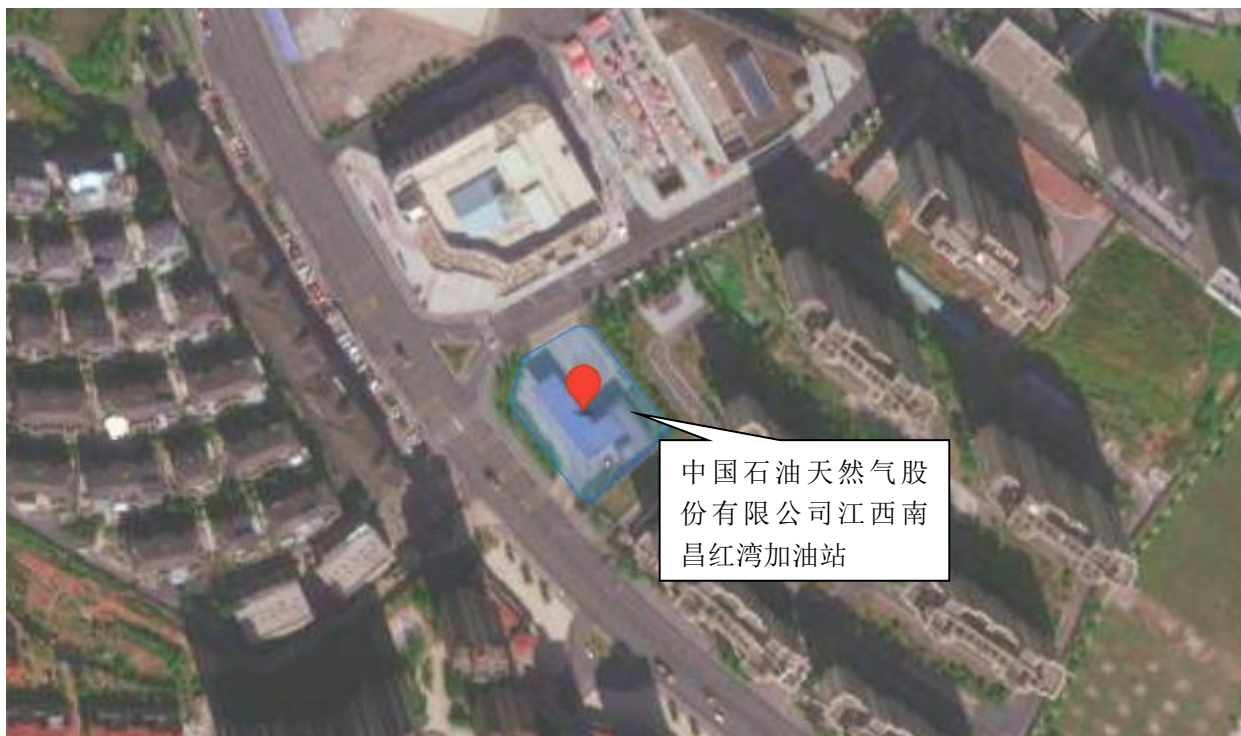 中国石油天然气股
份有限公司江西南
昌红湾加油站